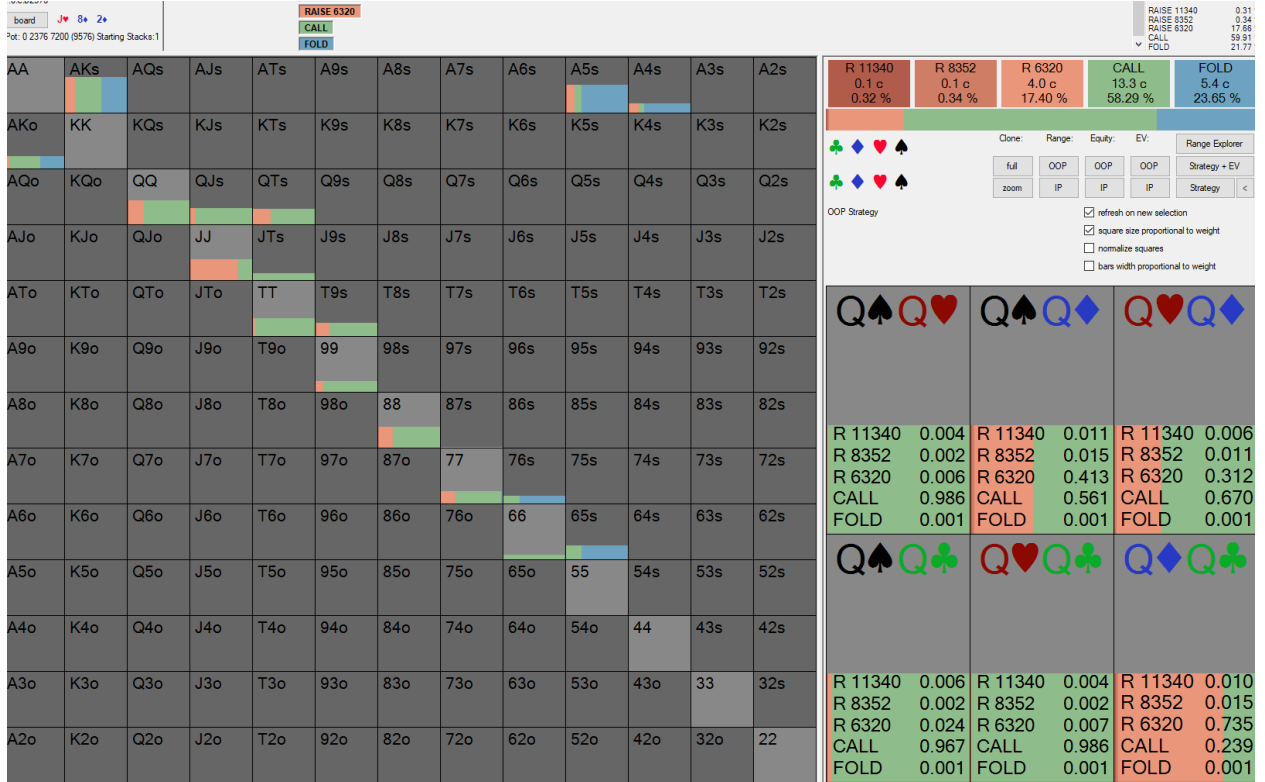 RAISE 6320
CALL
FOLD
board J♥ 8♦ 2♦
Pot: 0 2376 7200 (9576) Starting Stacks:1
RAISE 11340 0.31
RAISE 8352 0.34
RAISE 6320 17.66
CALL 59.91
FOLD 21.77
AA AKs AQs AJs ATs A9s A8s A7s A6s A5s A4s A3s A2s
AKo KK KQs KJs KTs K9s K8s K7s K6s K5s K4s K3s K2s
AQo KQo QQ QJs QTs Q9s Q8s Q7s Q6s Q5s Q4s Q3s Q2s
AJo KJo QJo JJ JTs J9s J8s J7s J6s J5s J4s J3s J2s
ATo KTo QTo JTo TT T9s T8s T7s T6s T5s T4s T3s T2s
A9o K9o Q9o J9o T9o 99 98s 97s 96s 95s 94s 93s 92s
A8o K8o Q8o J8o T8o 98o 88 87s 86s 85s 84s 83s 82s
A7o K7o Q7o J7o T7o 97o 87o 77 76s 75s 74s 73s 72s
A6o K6o Q6o J6o T6o 96o 86o 76o 66 65s 64s 63s 62s
A5o K5o Q5o J5o T5o 95o 85o 75o 65o 55 54s 53s 52s
A4o K4o Q4o J4o T4o 94o 84o 74o 64o 54o 44 43s 42s
A3o K3o Q3o J3o T3o 93o 83o 73o 63o 53o 43o 33 32s
A2o K2o Q2o J2o T2o 92o 82o 72o 62o 52o 42o 32o 22
R 11340 R 8352 R 6320 CALL FOLD
0.1 c 0.1 c 4.0 c 13.3 c 5.4 c
0.32 % 0.34 % 17.40 % 58.29 % 23.65 %
♣ ♦ ♥ ♠
♣ ♦ ♥ ♠
Clone: Range: Equity: EV: Range Explorer
full OOP OOP OOP Strategy + EV
zoom IP IP IP Strategy <
OOP Strategy
refresh on new selection
square size proportional to weight
normalize squares
bars width proportional to weight
Q♠Q♥ Q♠Q♦ Q♥Q♦
R 11340 0.004 R 11340 0.011 R 11340 0.006
R 8352 0.002 R 8352 0.015 R 8352 0.011
R 6320 0.006 R 6320 0.413 R 6320 0.312
CALL 0.986 CALL 0.561 CALL 0.670
FOLD 0.001 FOLD 0.001 FOLD 0.001
Q♠Q♣ Q♥Q♣ Q♦Q♣
R 11340 0.006 R 11340 0.004 R 11340 0.010
R 8352 0.002 R 8352 0.002 R 8352 0.015
R 6320 0.024 R 6320 0.007 R 6320 0.735
CALL 0.967 CALL 0.986 CALL 0.239
FOLD 0.001 FOLD 0.001 FOLD 0.001